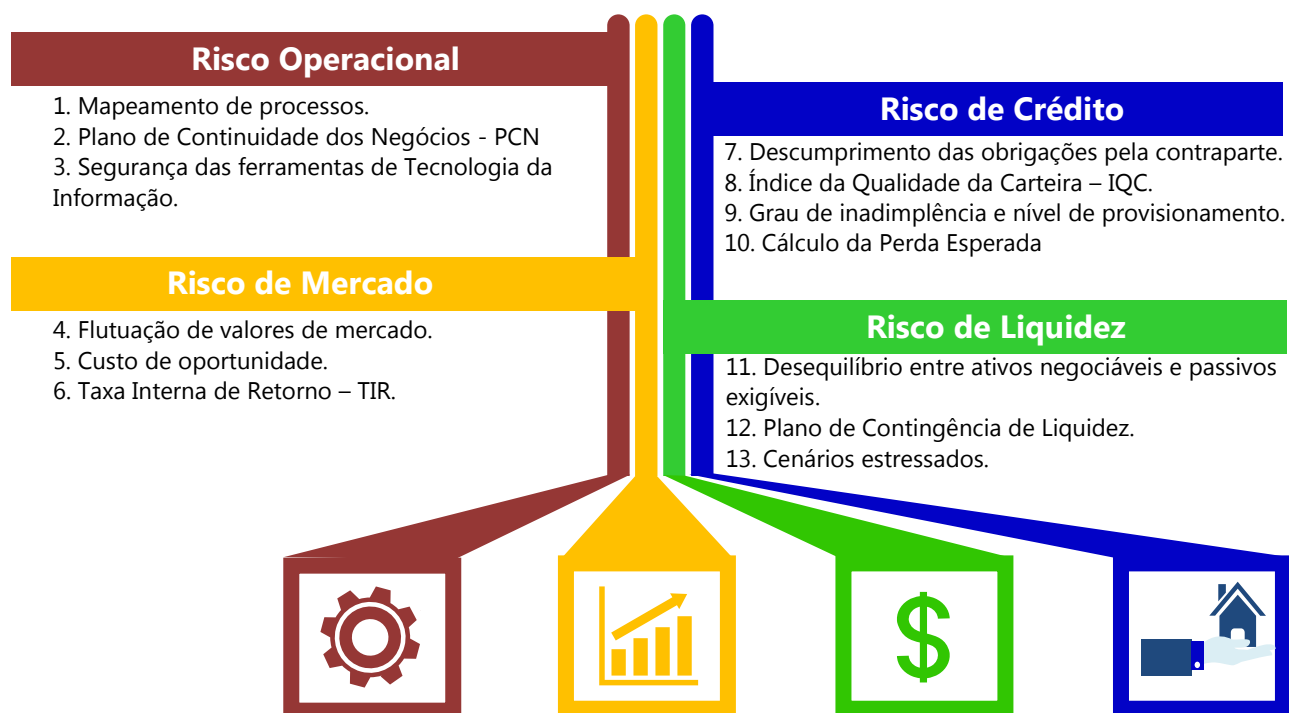 Risco Operacional
1. Mapeamento de processos.
2. Plano de Continuidade dos Negócios - PCN
3. Segurança das ferramentas de Tecnologia da
Informação.
Risco de Mercado
4. Flutuação de valores de mercado.
5. Custo de oportunidade.
6. Taxa Interna de Retorno – TIR.
Risco de Crédito
7. Descumprimento das obrigações pela contraparte.
8. Índice da Qualidade da Carteira – IQC.
9. Grau de inadimplência e nível de provisionamento.
10. Cálculo da Perda Esperada
Risco de Liquidez
11. Desequilíbrio entre ativos negociáveis e passivos
exigíveis.
12. Plano de Contingência de Liquidez.
13. Cenários estressados.
$